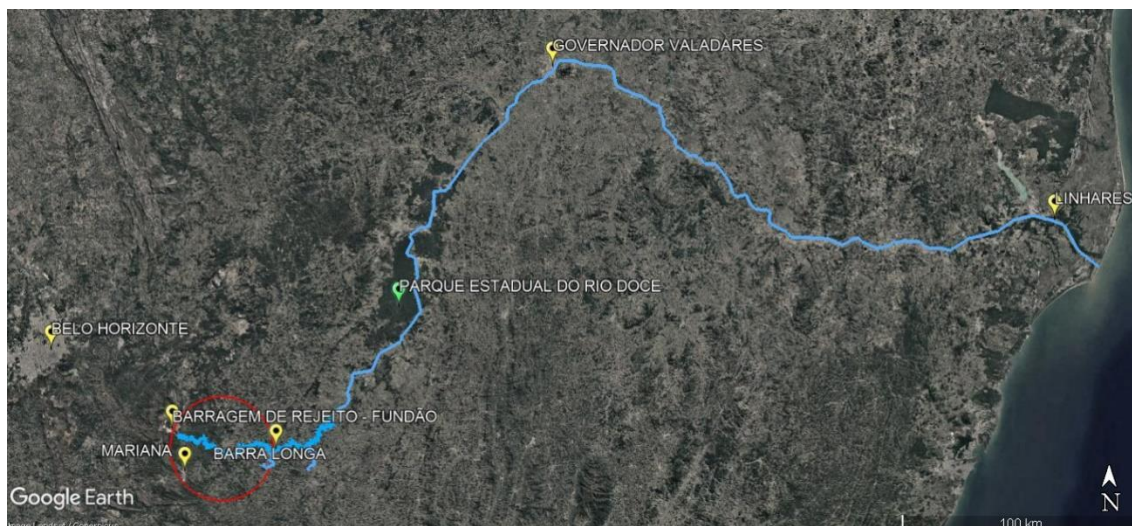 GOVERNADOR VALADARES
LINHARES
PARQUE ESTADUAL DO RIO DOCE
BELO HORIZONTE
BARRAGEM DE REJEITO - FUNDÃO
MARIANA
BARRA LONGA
Google Earth
N
100 km